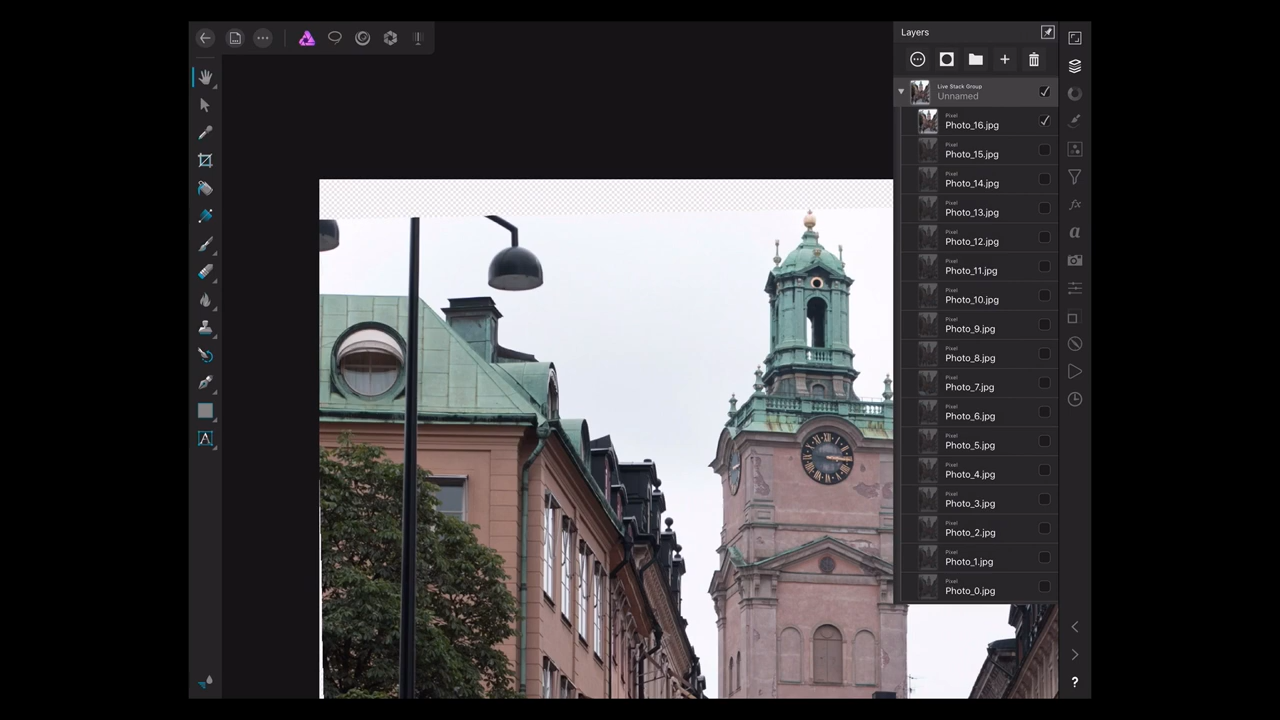 Layers
Live Stack Group
Unnamed
Pixel
Photo_16.jpg
Pixel
Photo_15.jpg
Pixel
Photo_14.jpg
Pixel
Photo_13.jpg
Pixel
Photo_12.jpg
Pixel
Photo_11.jpg
Pixel
Photo_10.jpg
Pixel
Photo_9.jpg
Pixel
Photo_8.jpg
Pixel
Photo_7.jpg
Pixel
Photo_6.jpg
Pixel
Photo_5.jpg
Pixel
Photo_4.jpg
Pixel
Photo_3.jpg
Pixel
Photo_2.jpg
Pixel
Photo_1.jpg
Pixel
Photo_0.jpg